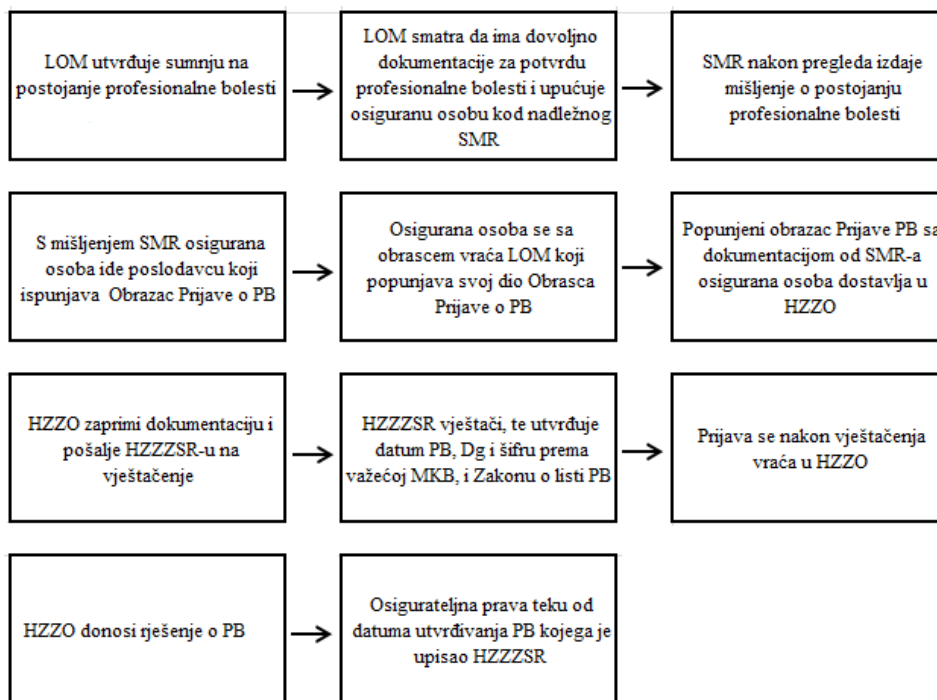 LOM utvrđuje sumnju na
postojanje profesionalne bolesti
LOM smatra da ima dovoljno
dokumentacije za potvrdu
profesionalne bolesti i upućuje
osiguranu osobu kod nadležnog
SMR
SMR nakon pregleda izdaje
mišljenje o postojanju
profesionalne bolesti
S mišljenjem SMR osigurana
osoba ide poslodavcu koji
ispunjava Obrazac Prijave o PB
Osigurana osoba se sa
obrascem vraća LOM koji
popunjava svoj dio Obrasca
Prijave o PB
Popunjeni obrazac Prijave PB sa
dokumentacijom od SMR-a
osigurana osoba dostavlja u
HZZO
HZZO zaprimi dokumentaciju i
pošalje HZZZSR-u na
vještačenje
HZZZSR vještači, te utvrđuje
datum PB, Dg i šifru prema
važećoj MKB, i Zakonu o listi PB
Prijava se nakon vještačenja
vraća u HZZO
HZZO donosi rješenje o PB
Osigurateljna prava teku od
datuma utvrđivanja PB kojega je
upisao HZZZSR